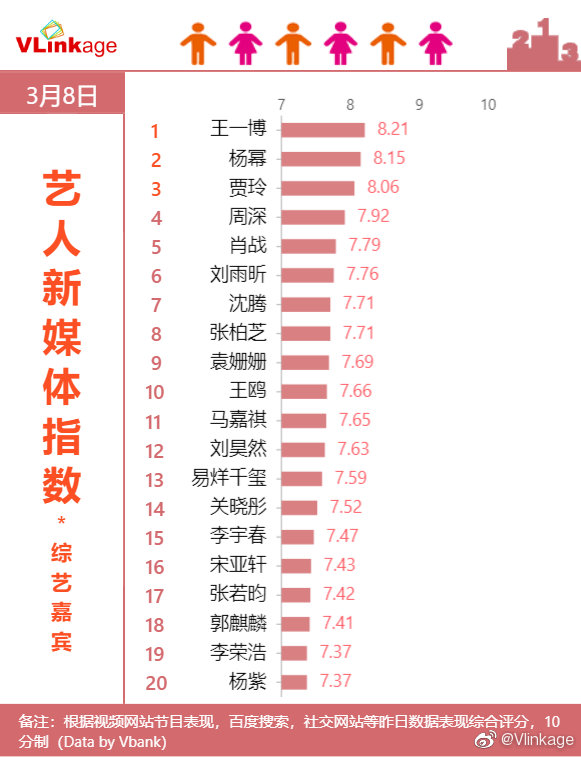 VLinkage
1
2
3
3月8日
艺人新媒体指数
*综艺嘉宾
7 8 9 10
1 王一博 8.21
2 杨幂 8.15
3 贾玲 8.06
4 周深 7.92
5 肖战 7.79
6 刘雨昕 7.76
7 沈腾 7.71
8 张柏芝 7.71
9 袁姗姗 7.69
10 王鸥 7.66
11 马嘉祺 7.65
12 刘昊然 7.63
13 易烊千玺 7.59
14 关晓彤 7.52
15 李宇春 7.47
16 宋亚轩 7.43
17 张若昀 7.42
18 郭麒麟 7.41
19 李荣浩 7.37
20 杨紫 7.37
备注：根据视频网站节目表现，百度搜索，社交网站等昨日数据表现综合评分，10
分制（Data by Vbank）
@Vlinkage